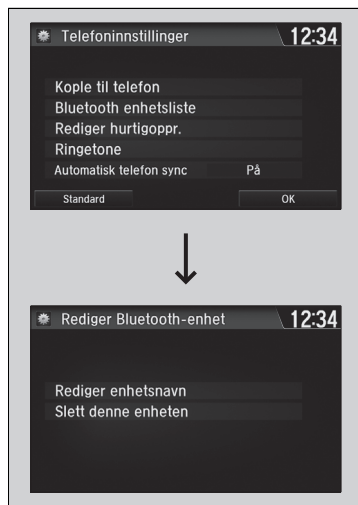 Telefoninnstillinger 12:34
Kople til telefon
Bluetooth enhetsliste
Rediger hurtigoppr.
Ringetone
Automatisk telefon sync På
Standard OK
Rediger Bluetooth-enhet 12:34
Rediger enhetsnavn
Slett denne enheten